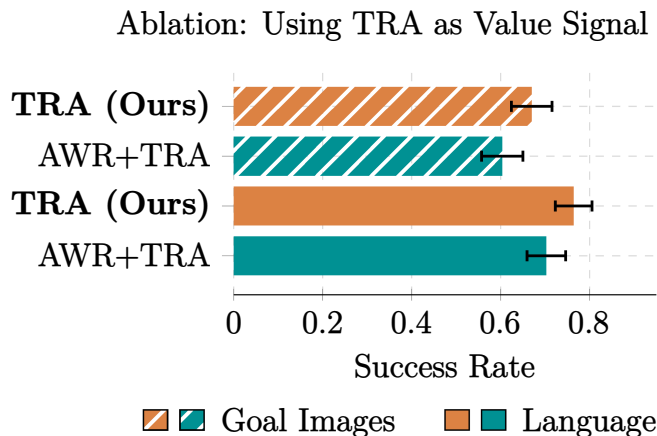 Ablation: Using TRA as Value Signal
TRA (Ours)
AWR+TRA
TRA (Ours)
AWR+TRA
0 0.2 0.4 0.6 0.8
Success Rate
Goal Images Language